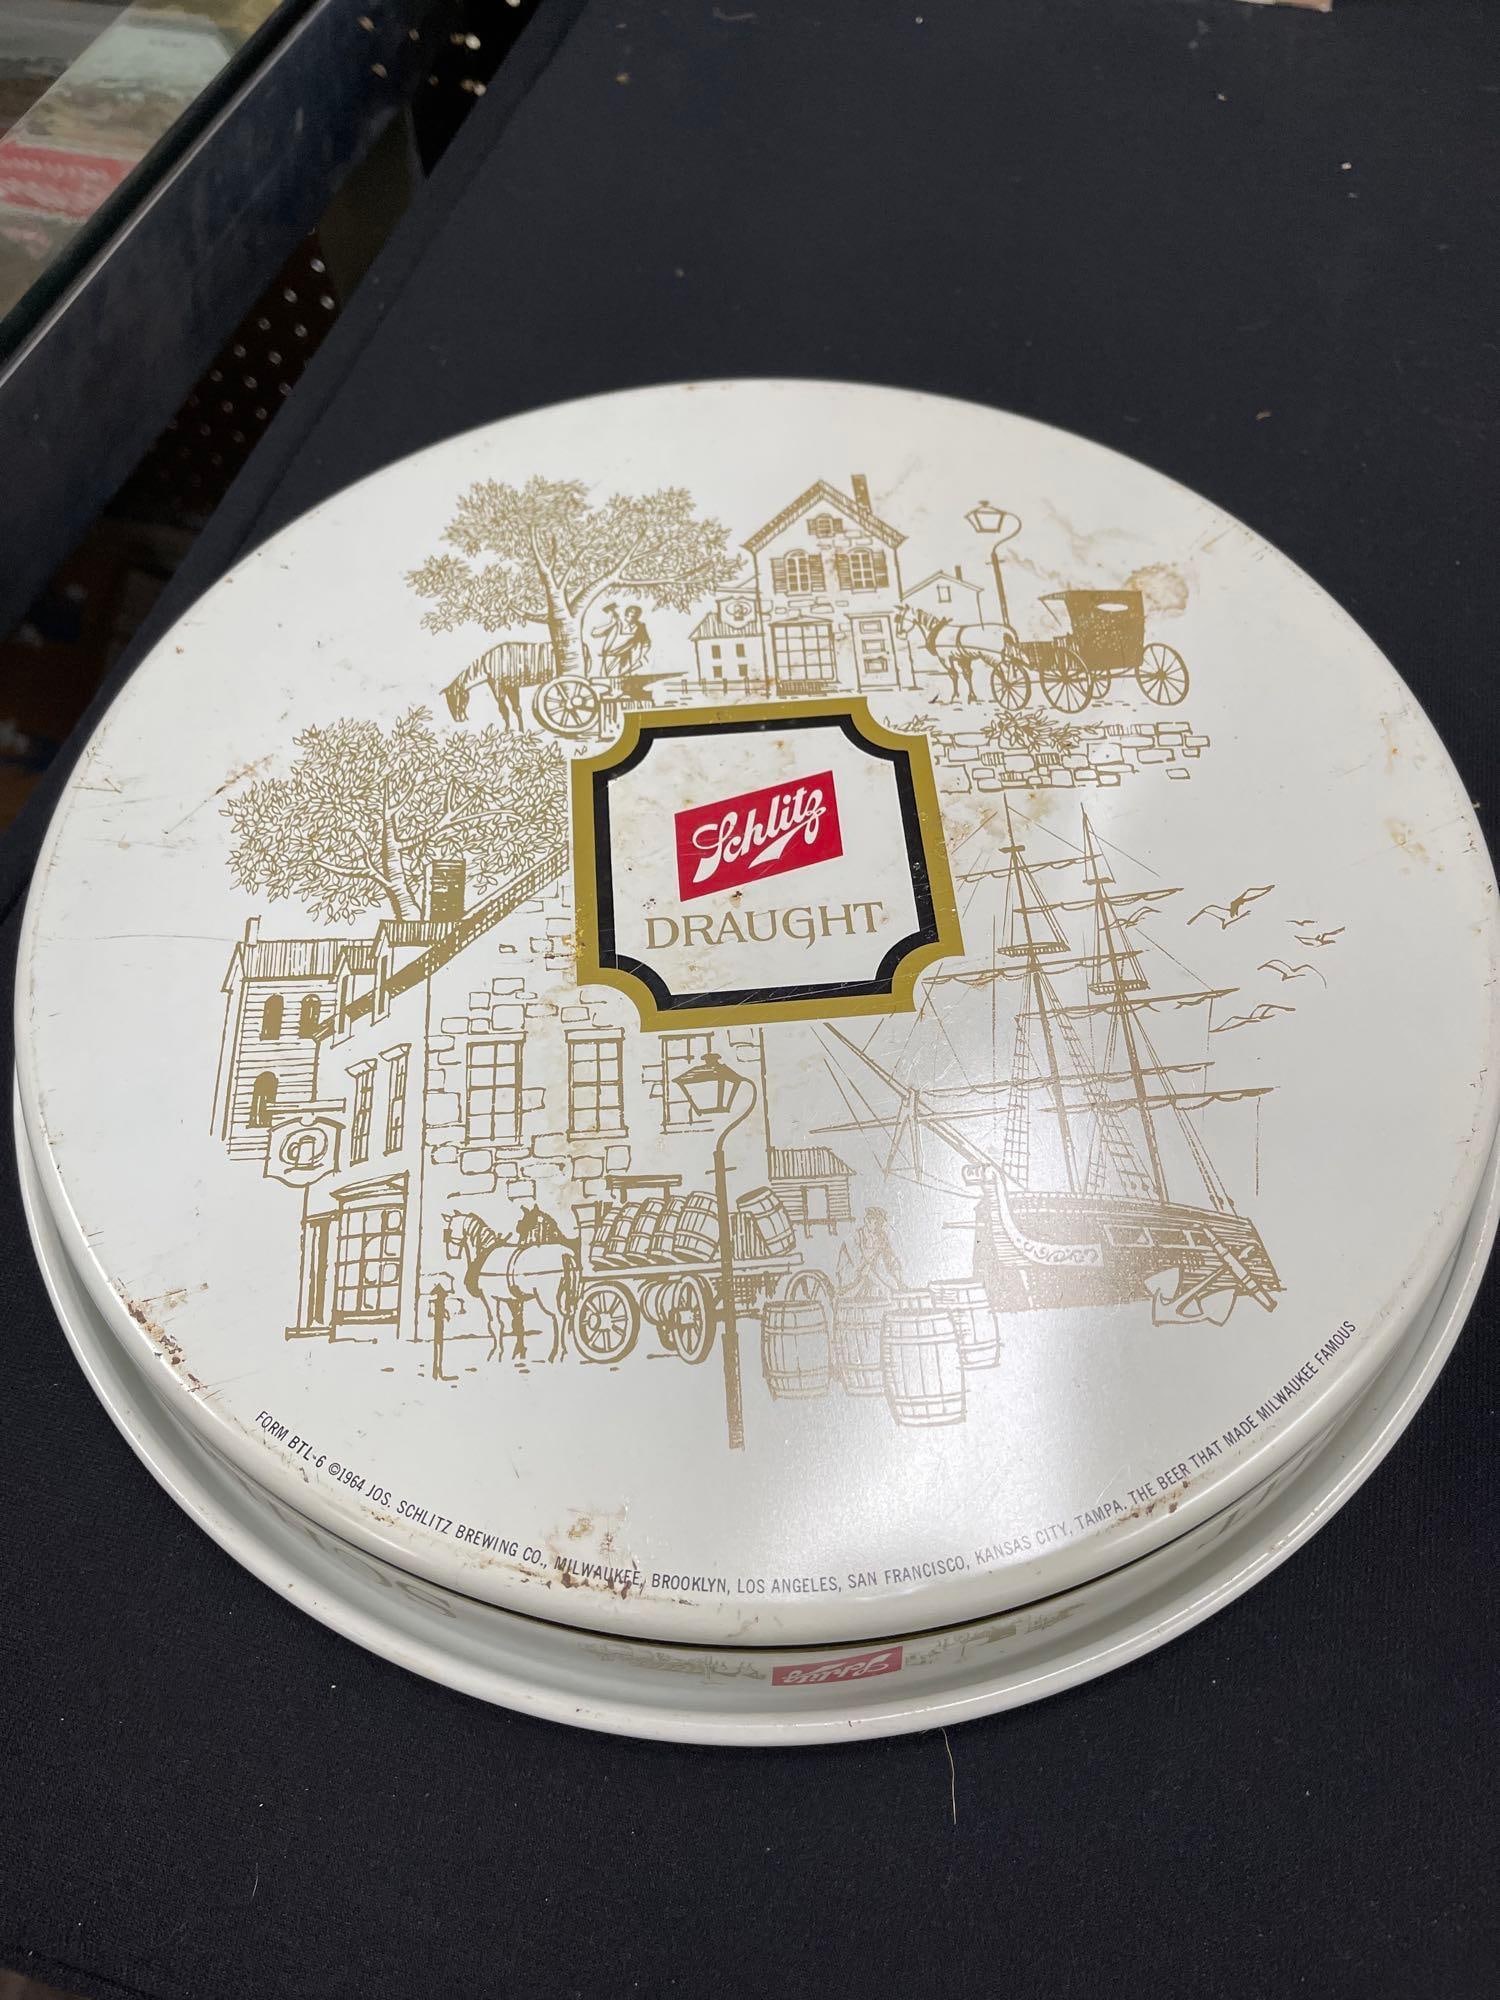 Schlitz
DRAUGHT
FORM BTL-6 ©1964 JOS. SCHLITZ BREWING CO., MILWAUKEE, BROOKLYN, LOS ANGELES, SAN FRANCISCO, KANSAS CITY, TAMPA. THE BEER THAT MADE MILWAUKEE FAMOUS
Schlitz